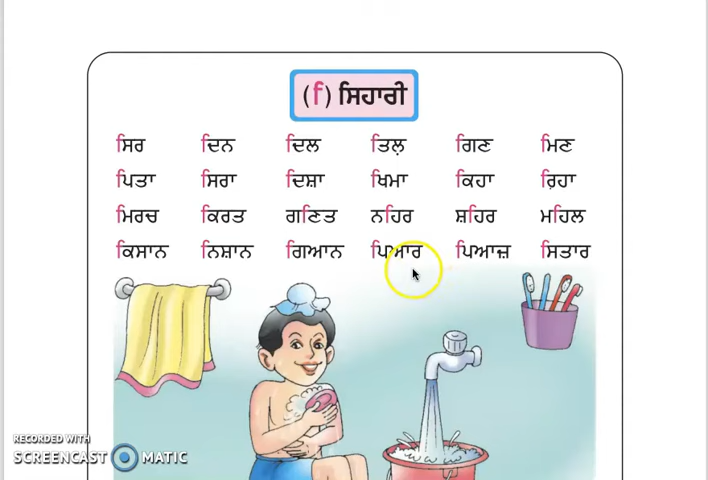 (ਿ) ਸਿਹਾਰੀ
ਸਿਰ ਦਿਨ ਦਿਲ ਤਿਲ਼ ਗਿਣ ਮਿਣ
ਪਿਤਾ ਸਿਰਾ ਦਿਸ਼ਾ ਖਿਮਾ ਕਿਹਾ ਰਿਹਾ
ਮਿਰਚ ਕਿਰਤ ਗਣਿਤ ਨਹਿਰ ਸ਼ਹਿਰ ਮਹਿਲ
ਕਿਸਾਨ ਨਿਸ਼ਾਨ ਗਿਆਨ ਪਿਆਰ ਪਿਆਜ਼ ਸਿਤਾਰ
RECORDED WITH
SCREENCAST MATIC